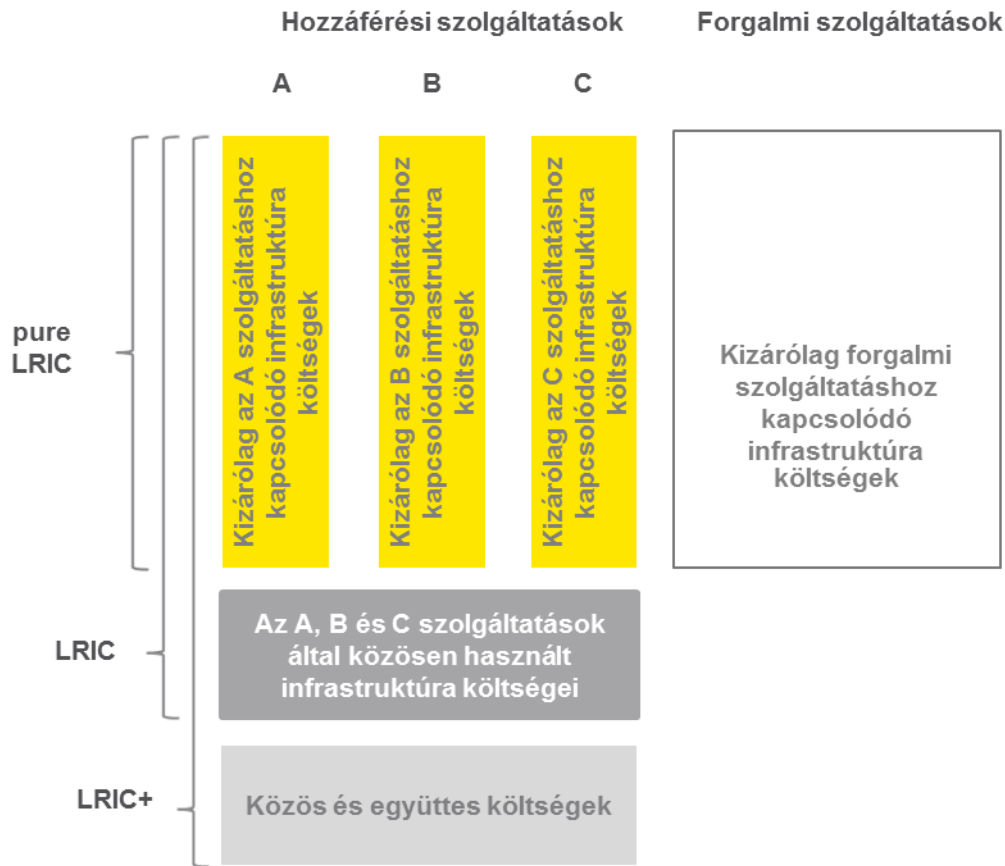 Hozzáférési szolgáltatások
Forgalmi szolgáltatások
A
B
C
pure
LRIC
Kizárólag az A szolgáltatáshoz
kapcsolódó infrastruktúra
költségek
Kizárólag az B szolgáltatáshoz
kapcsolódó infrastruktúra
költségek
Kizárólag az C szolgáltatáshoz
kapcsolódó infrastruktúra
költségek
Kizárólag forgalmi
szolgáltatáshoz
kapcsolódó
infrastruktúra
költségek
LRIC
Az A, B és C szolgáltatások
által közösen használt
infrastruktúra költségei
LRIC+
Közös és együttes költségek